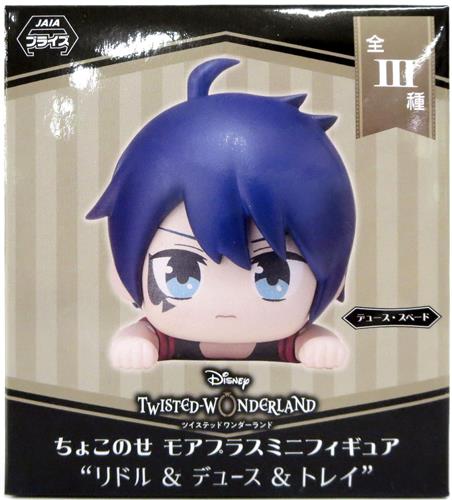 JAIA
プライズ
全
III
種
デュース・スペード
Disney
TWISTED-WONDERLAND
ツイステッドワンダーランド
ちょこのせ モアプラスミニフィギュア
“リドル & デュース & トレイ”